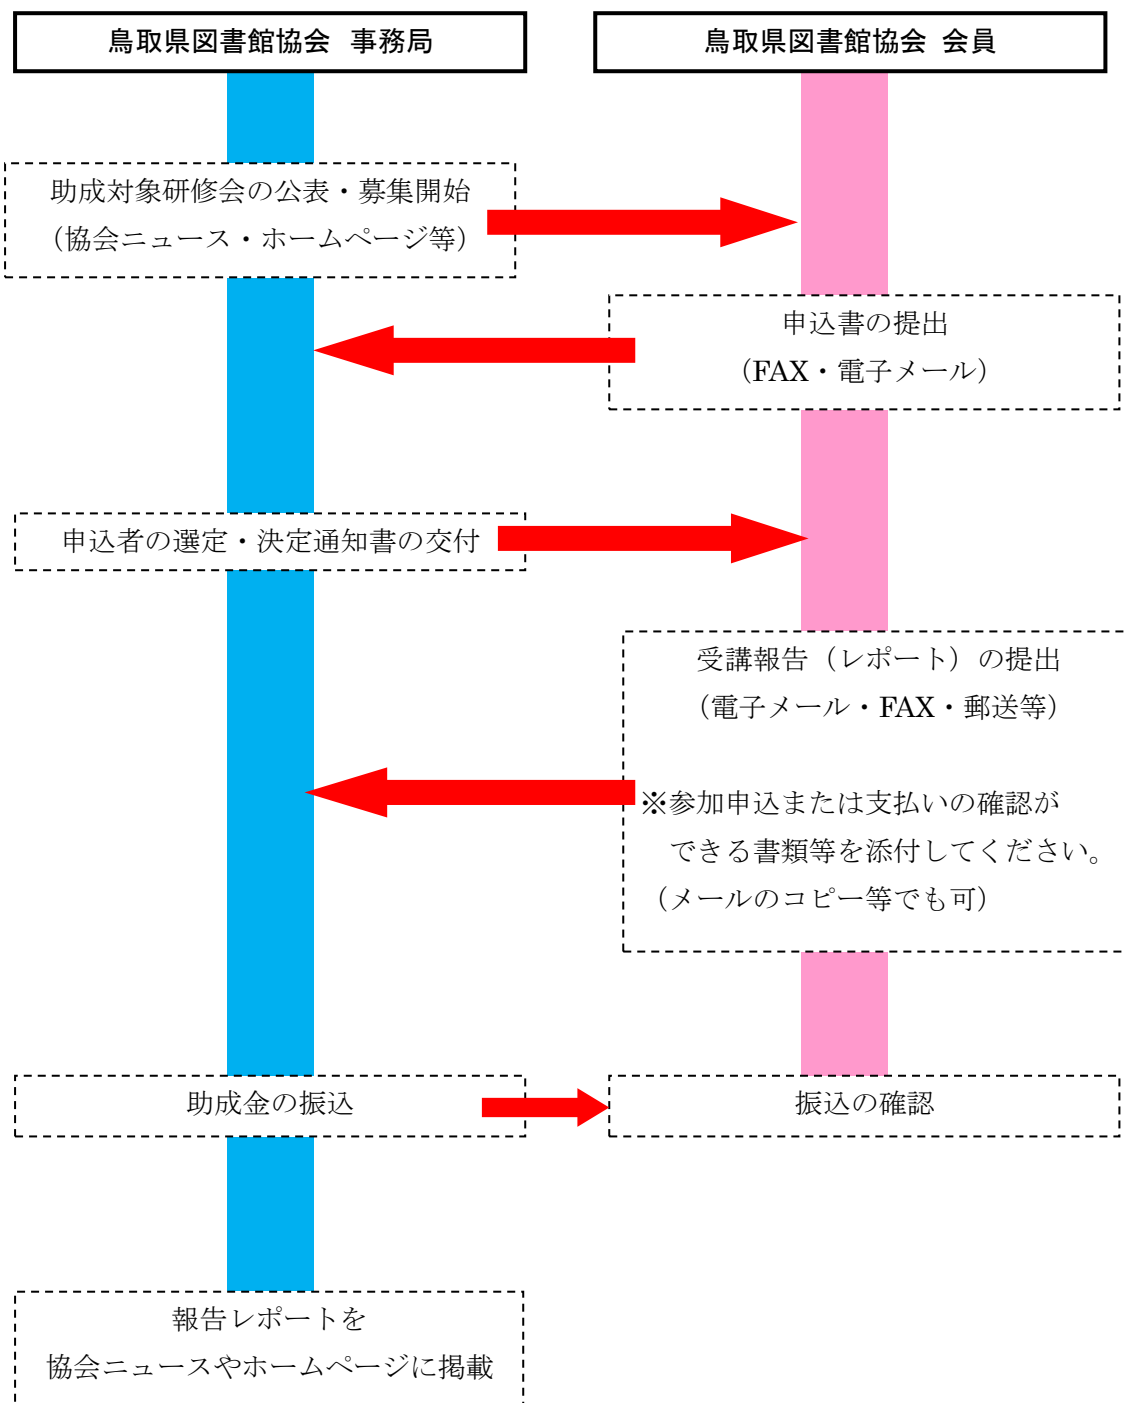 鳥取県図書館協会　事務局
鳥取県図書館協会 会員
助成対象研修会の公表・募集開始
（協会ニュース・ホームページ等）
申込書の提出
（FAX・電子メール）
申込者の選定・決定通知書の交付
受講報告（レポート）の提出
（電子メール・FAX・郵送等）
※参加申込または支払いの確認が
できる書類等を添付してください。
（メールのコピー等でも可）
助成金の振込
振込の確認
報告レポートを
協会ニュースやホームページに掲載